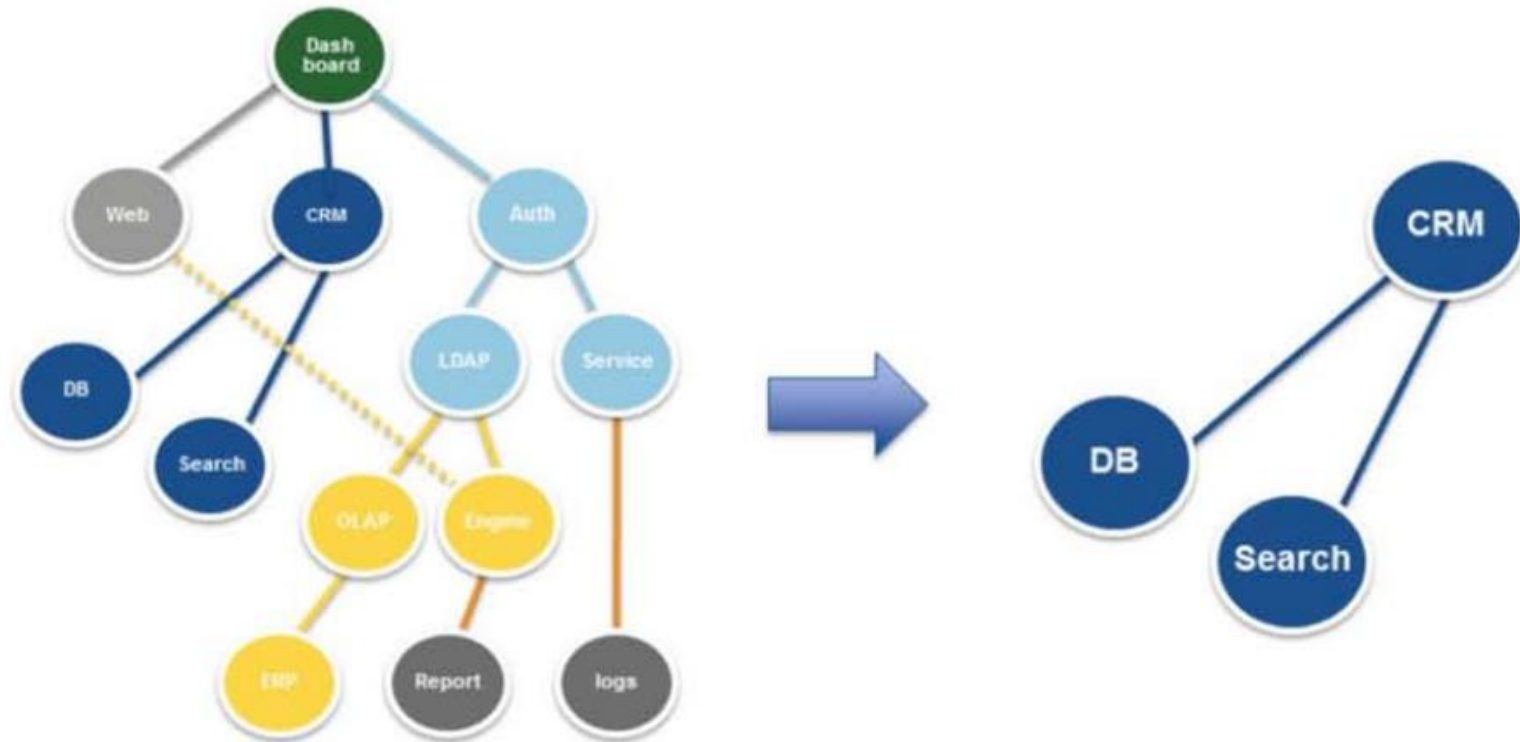 Dash
board
Web
CRM
Auth
DB
Search
LDAP
Service
OLAP
Engine
ERP
Report
logs
CRM
DB
Search